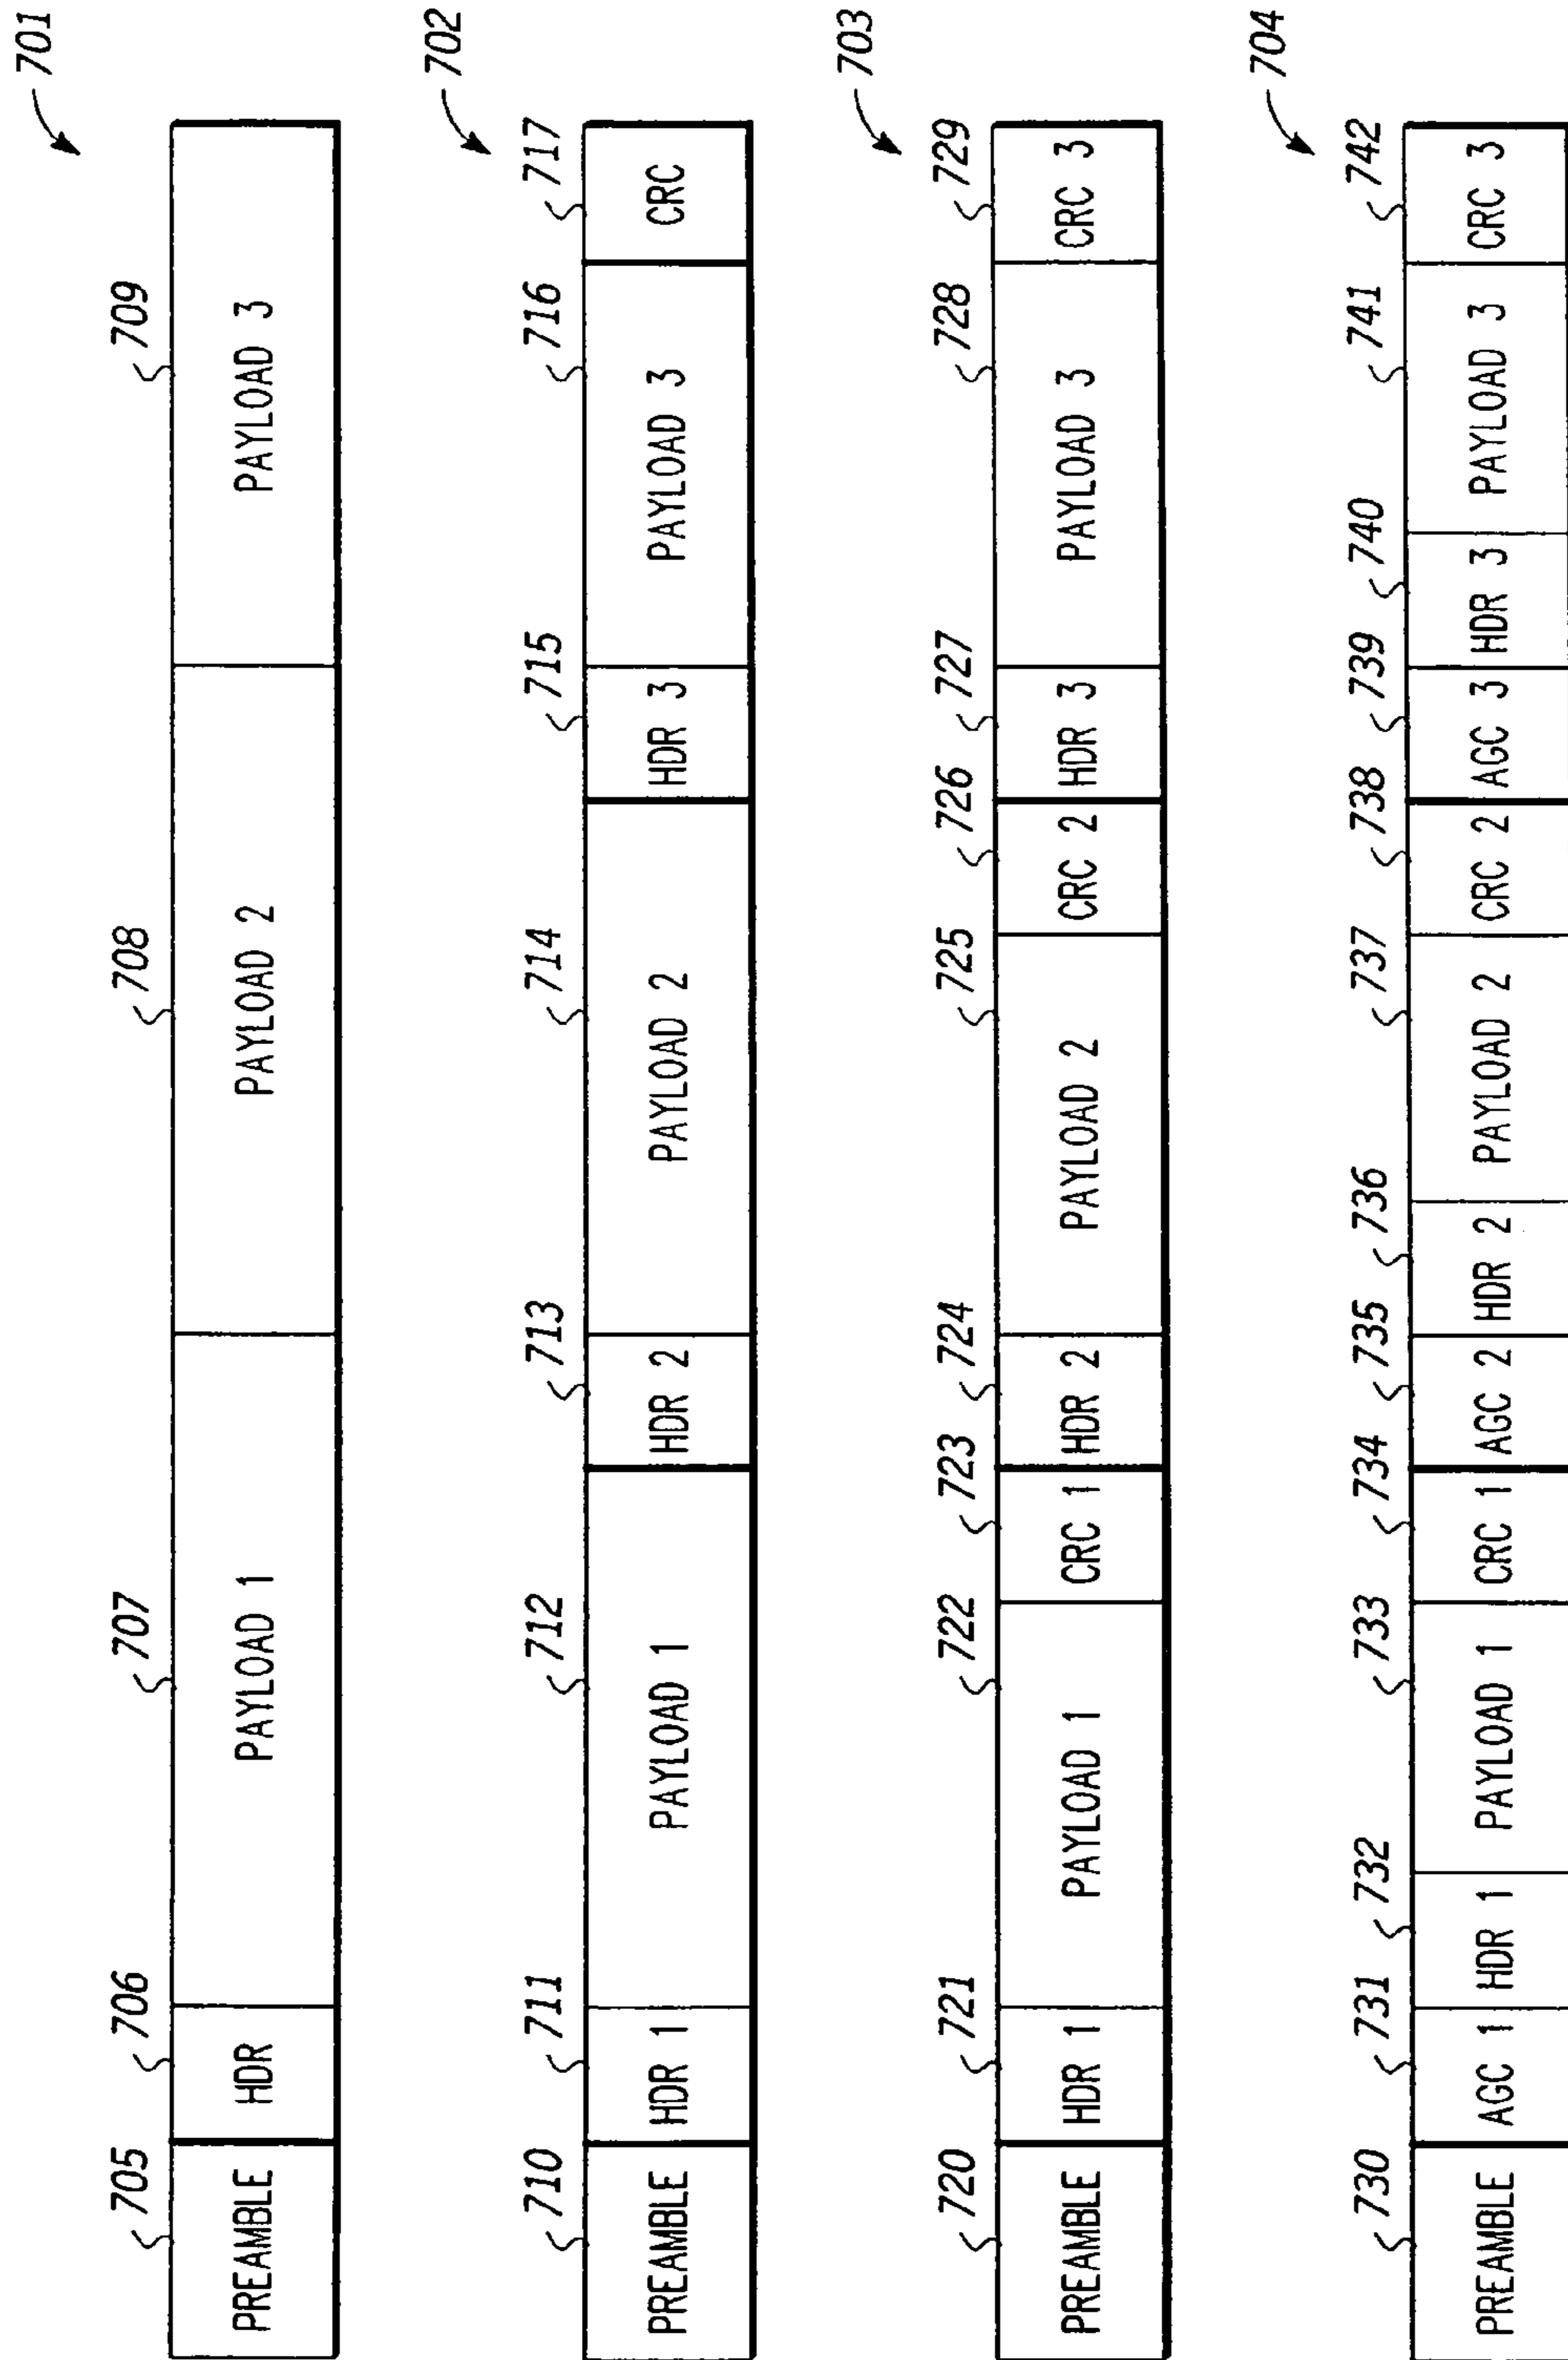 701
705 706 707 708 709
PREAMBLE HDR PAYLOAD 1 PAYLOAD 2 PAYLOAD 3
702
710 711 712 713 714 715 716 717
PREAMBLE HDR 1 PAYLOAD 1 HDR 2 PAYLOAD 2 HDR 3 PAYLOAD 3 CRC
703
720 721 722 723 724 725 726 727 728 729
PREAMBLE HDR 1 PAYLOAD 1 CRC 1 HDR 2 PAYLOAD 2 CRC 2 HDR 3 PAYLOAD 3 CRC 3
704
730 731 732 733 734 735 736 737 738 739 740 741 742
PREAMBLE AGC 1 HDR 1 PAYLOAD 1 CRC 1 AGC 2 HDR 2 PAYLOAD 2 CRC 2 AGC 3 HDR 3 PAYLOAD 3 CRC 3